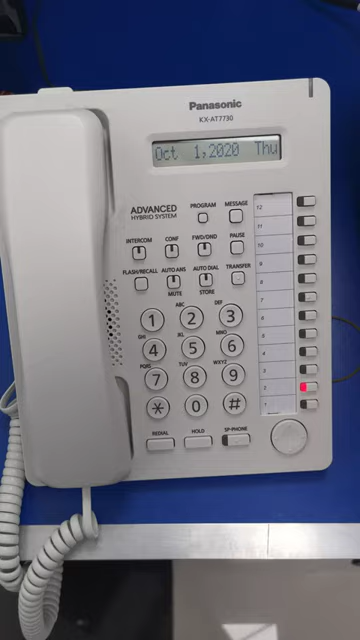 Panasonic
KX-AT7730
Oct 1,2020 Thu
ADVANCED
HYBRID SYSTEM
PROGRAM
MESSAGE
INTERCOM
CONF
FWD/DND
PAUSE
FLASH/RECALL
AUTO ANS
AUTO DIAL
TRANSFER
MUTE
STORE
ABC
DEF
1
2
3
GHI
JKL
MNO
4
5
6
PQRS
TUV
WXYZ
7
8
9
* 0 #
REDIAL
HOLD
SP-PHONE
12
11
10
9
8
7
6
5
4
3
2
1